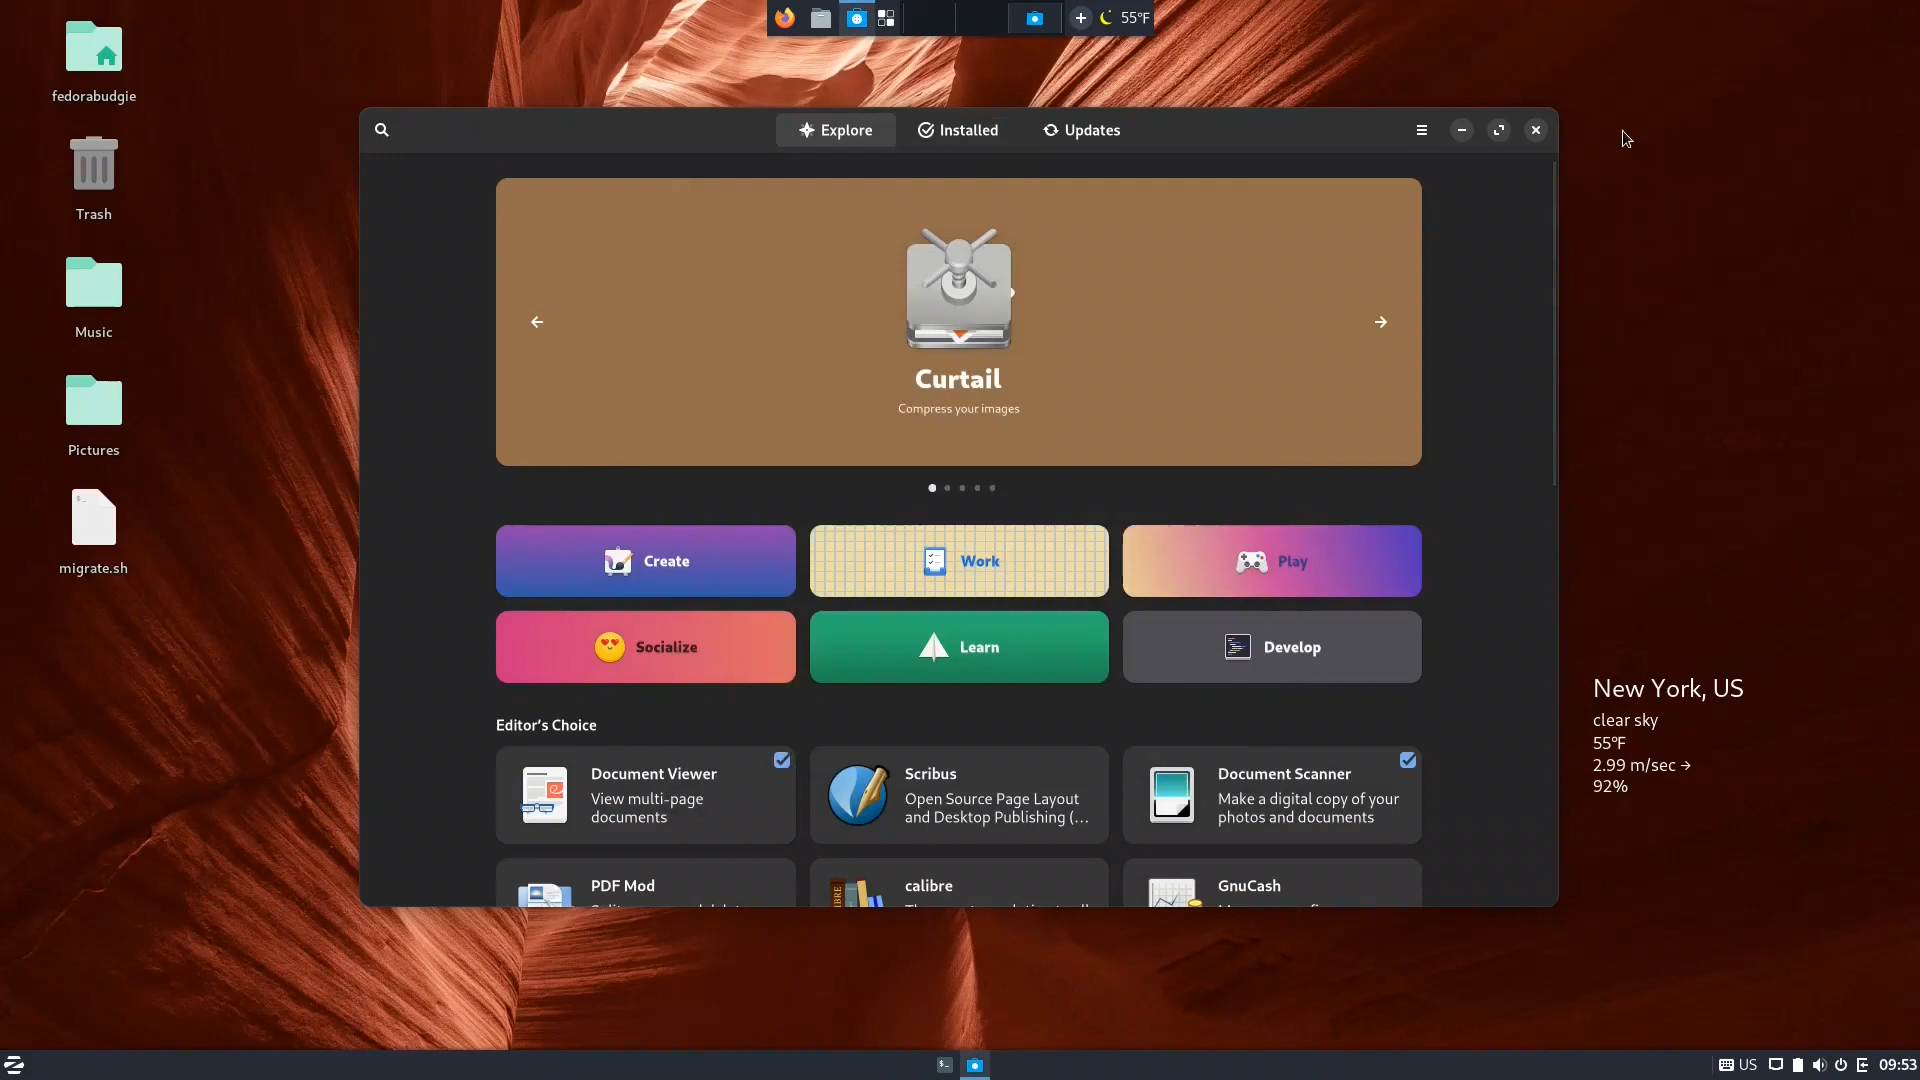 55°F
fedorabudgie
Trash
Music
Pictures
$_
migrate.sh
Explore
Installed
Updates
Curtail
Compress your images
Create
Work
Play
Socialize
Learn
Develop
Editor's Choice
Document Viewer
View multi-page
documents
Scribus
Open Source Page Layout
and Desktop Publishing (...
Document Scanner
Make a digital copy of your
photos and documents
PDF Mod
calibre
GnuCash
New York, US
clear sky
55°F
2.99 m/sec →
92%
US
09:53